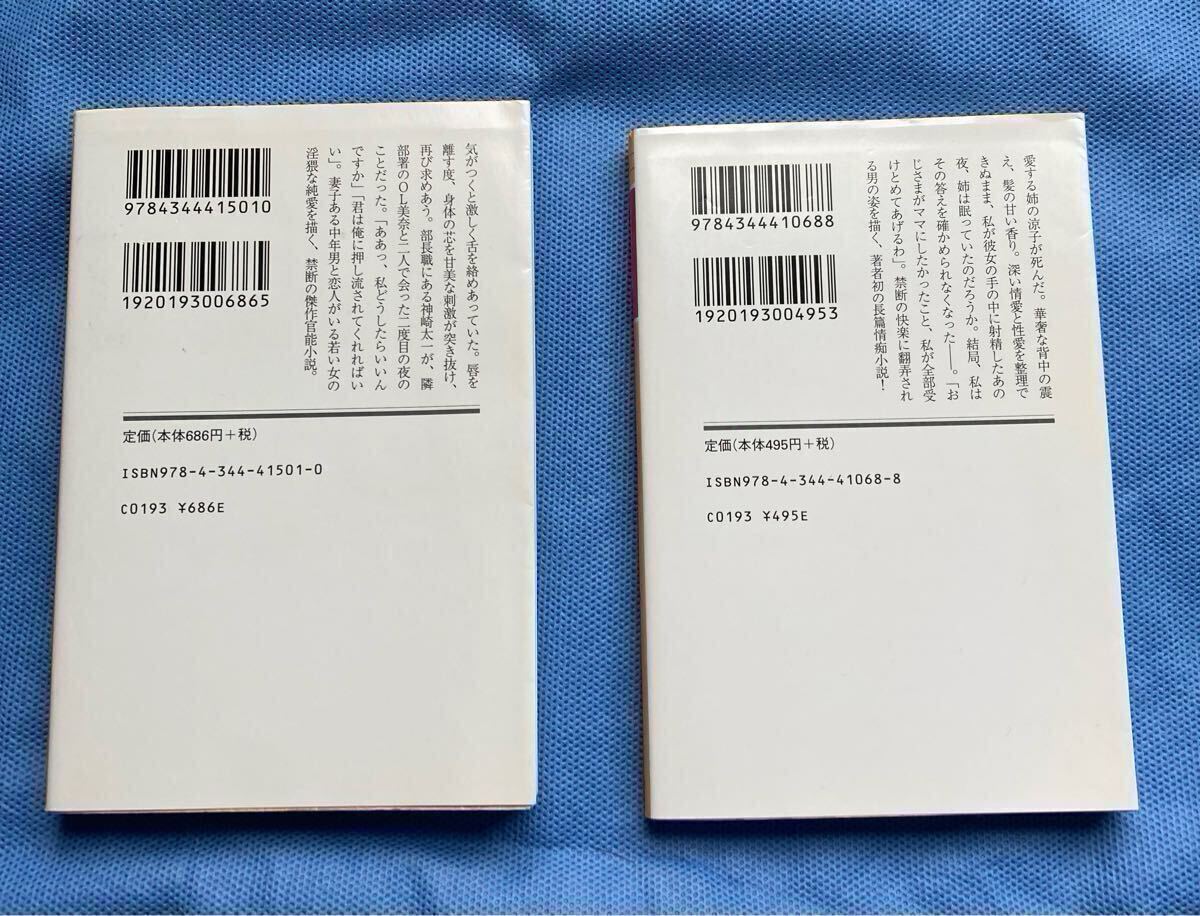 9784344415010
1920193006865
気がつくと激しく舌を絡めあっていた。唇を
離す度、身体の芯を甘美な刺激が突き抜け、
再び求めあう。部長職にある神崎太一が、隣
部署のOL美奈と二人で会った二度目の夜の
ことだった。「ああっ、私どうしたらいいん
ですか」「君は俺に押し流されてくれればい
い」。妻子ある中年男と恋人がいる若い女の
淫猥な純愛を描く、禁断の傑作官能小説。
定価(本体686円+税)
ISBN978-4-344-41501-0
C0193 ¥686E
9784344410688
1920193004953
愛する姉の涼子が死んだ。華奢な背中の震
え、髪の甘い香り。深い情愛と性愛を整理で
きぬまま、私が彼女の手の中に射精したあの
夜、姉は眠っていたのだろうか。結局、私は
その答えを確かめられなくなった――。「お
じさまがママにしたかったこと、私が全部受
けとめてあげるわ」。禁断の快楽に翻弄され
る男の姿を描く、著者初の長篇情痴小説!
定価(本体495円+税)
ISBN978-4-344-41068-8
C0193 ¥495E